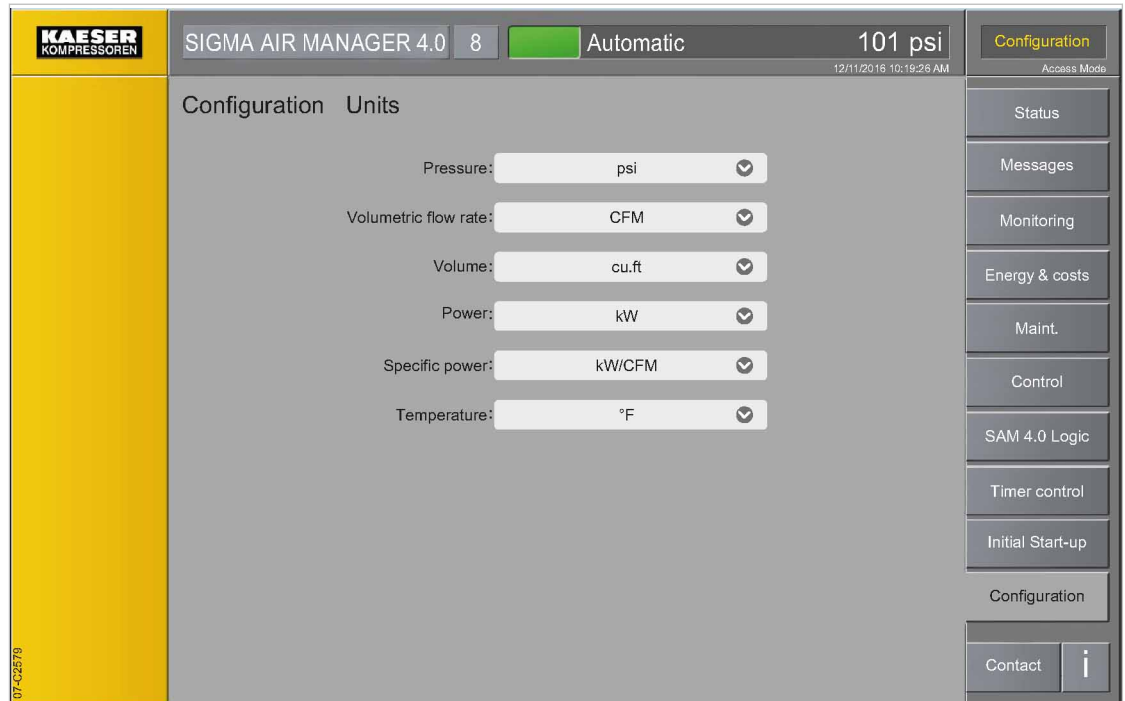 KAESER
KOMPRESSOREN
SIGMA AIR MANAGER 4.0 8 Automatic 101 psi
12/11/2016 10:19:26 AM
Configuration
Access Mode
Configuration Units
Pressure: psi
Volumetric flow rate: CFM
Volume: cu.ft
Power: kW
Specific power: kW/CFM
Temperature: °F
Status
Messages
Monitoring
Energy & costs
Maint.
Control
SAM 4.0 Logic
Timer control
Initial Start-up
Configuration
Contact i
07-C2579